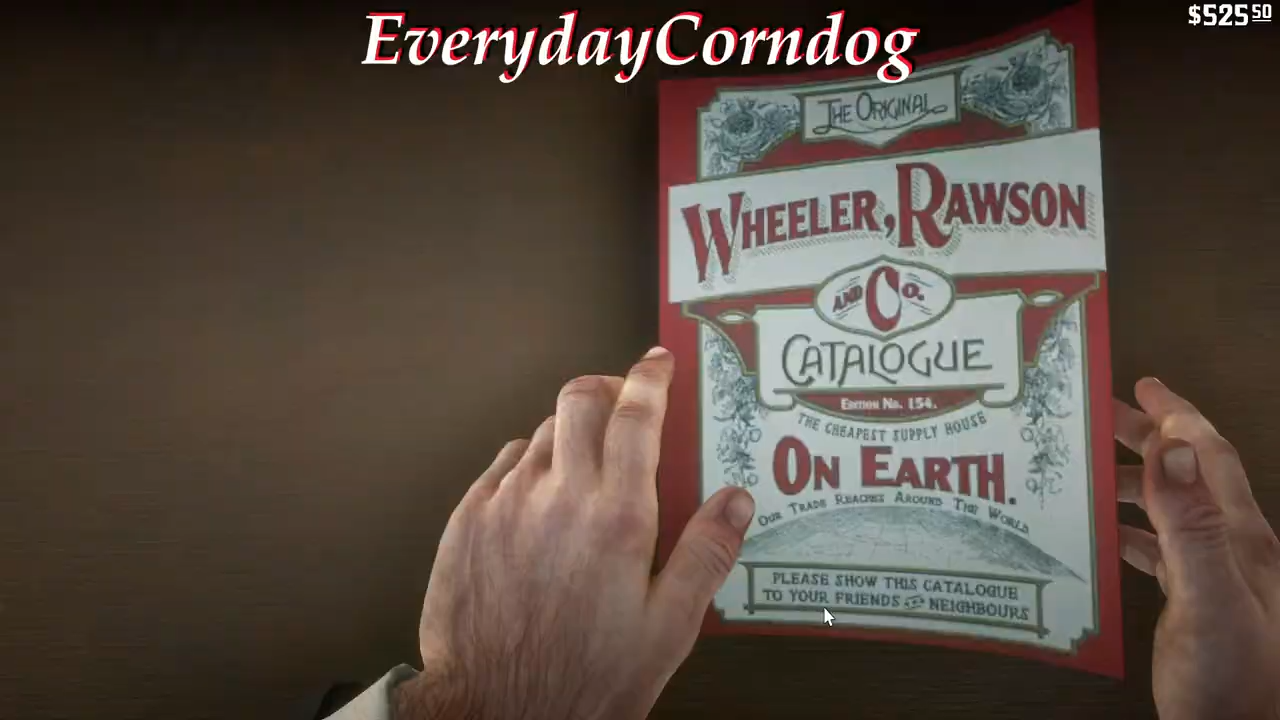 EverydayCorndog
$525 50
THE ORIGINAL
WHEELER, RAWSON
AND CO.
CATALOGUE
EDITION NO. 154.
THE CHEAPEST SUPPLY HOUSE
ON EARTH.
OUR TRADE REACHES AROUND THE WORLD
PLEASE SHOW THIS CATALOGUE
TO YOUR FRIENDS AND NEIGHBOURS